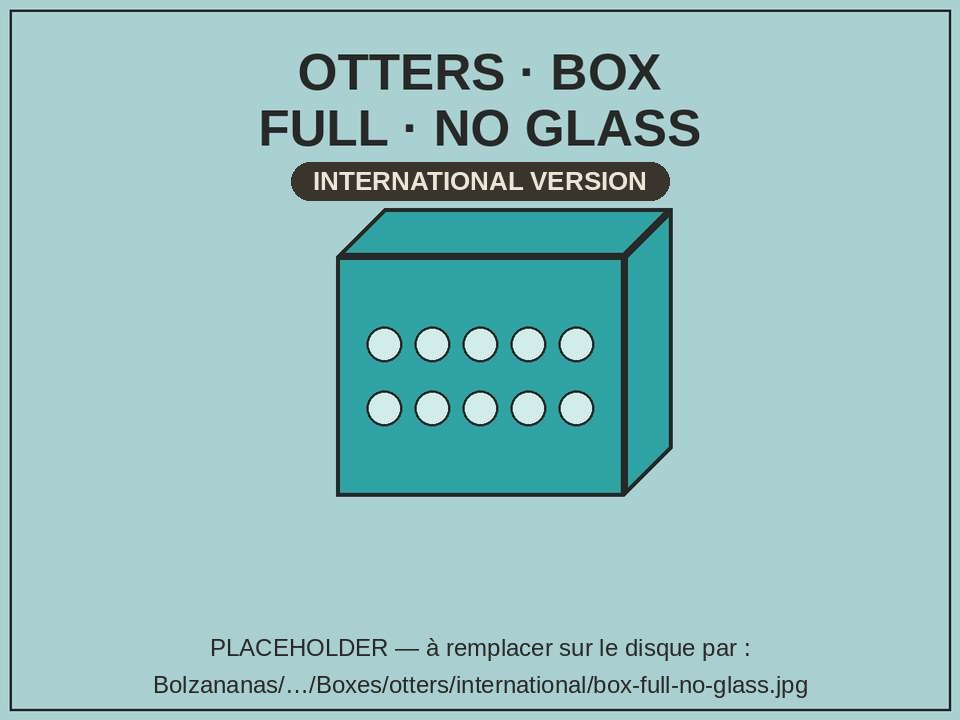 OTTERS · BOX
FULL · NO GLASS
INTERNATIONAL VERSION
PLACEHOLDER — à remplacer sur le disque par :
Bolzananas/…/Boxes/otters/international/box-full-no-glass.jpg